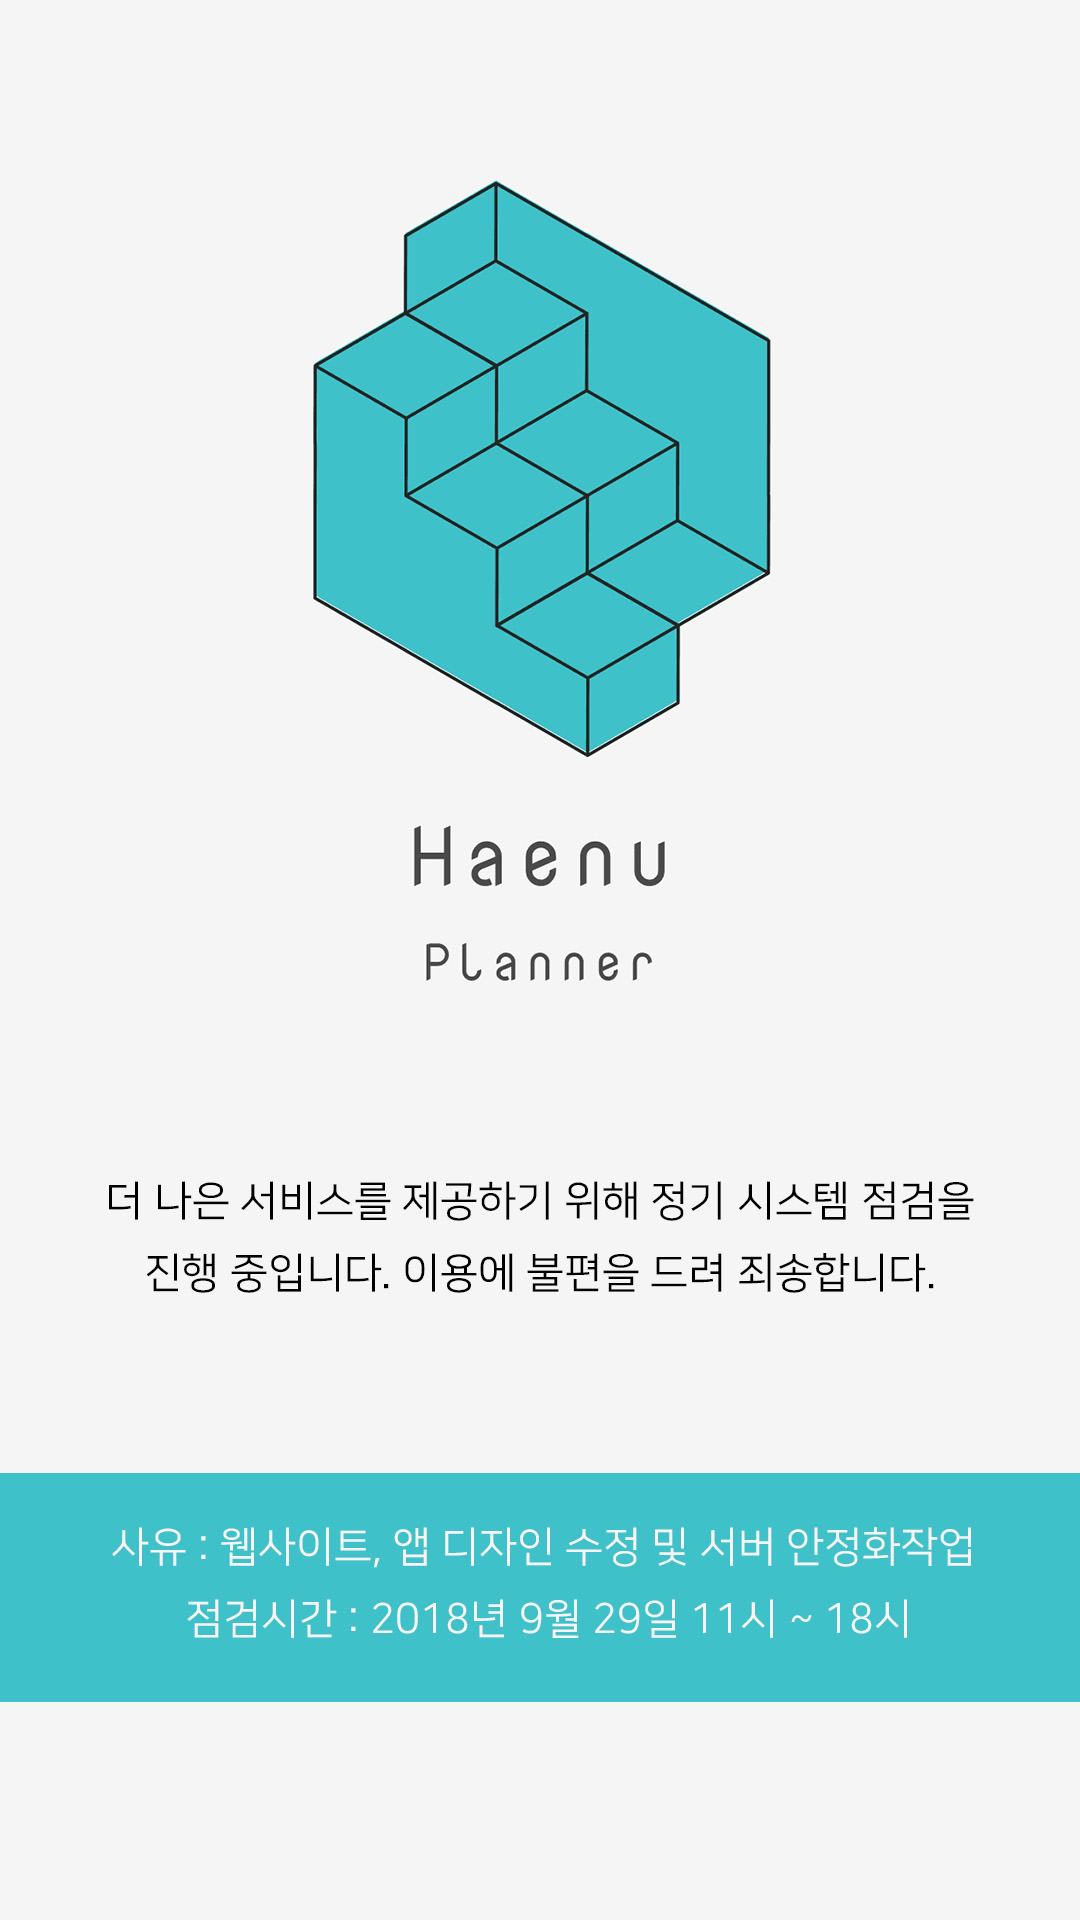 Haenu
Planner
더 나은 서비스를 제공하기 위해 정기 시스템 점검을
진행 중입니다. 이용에 불편을 드려 죄송합니다.
사유 : 웹사이트, 앱 디자인 수정 및 서버 안정화작업
점검시간 : 2018년 9월 29일 11시 ~ 18시